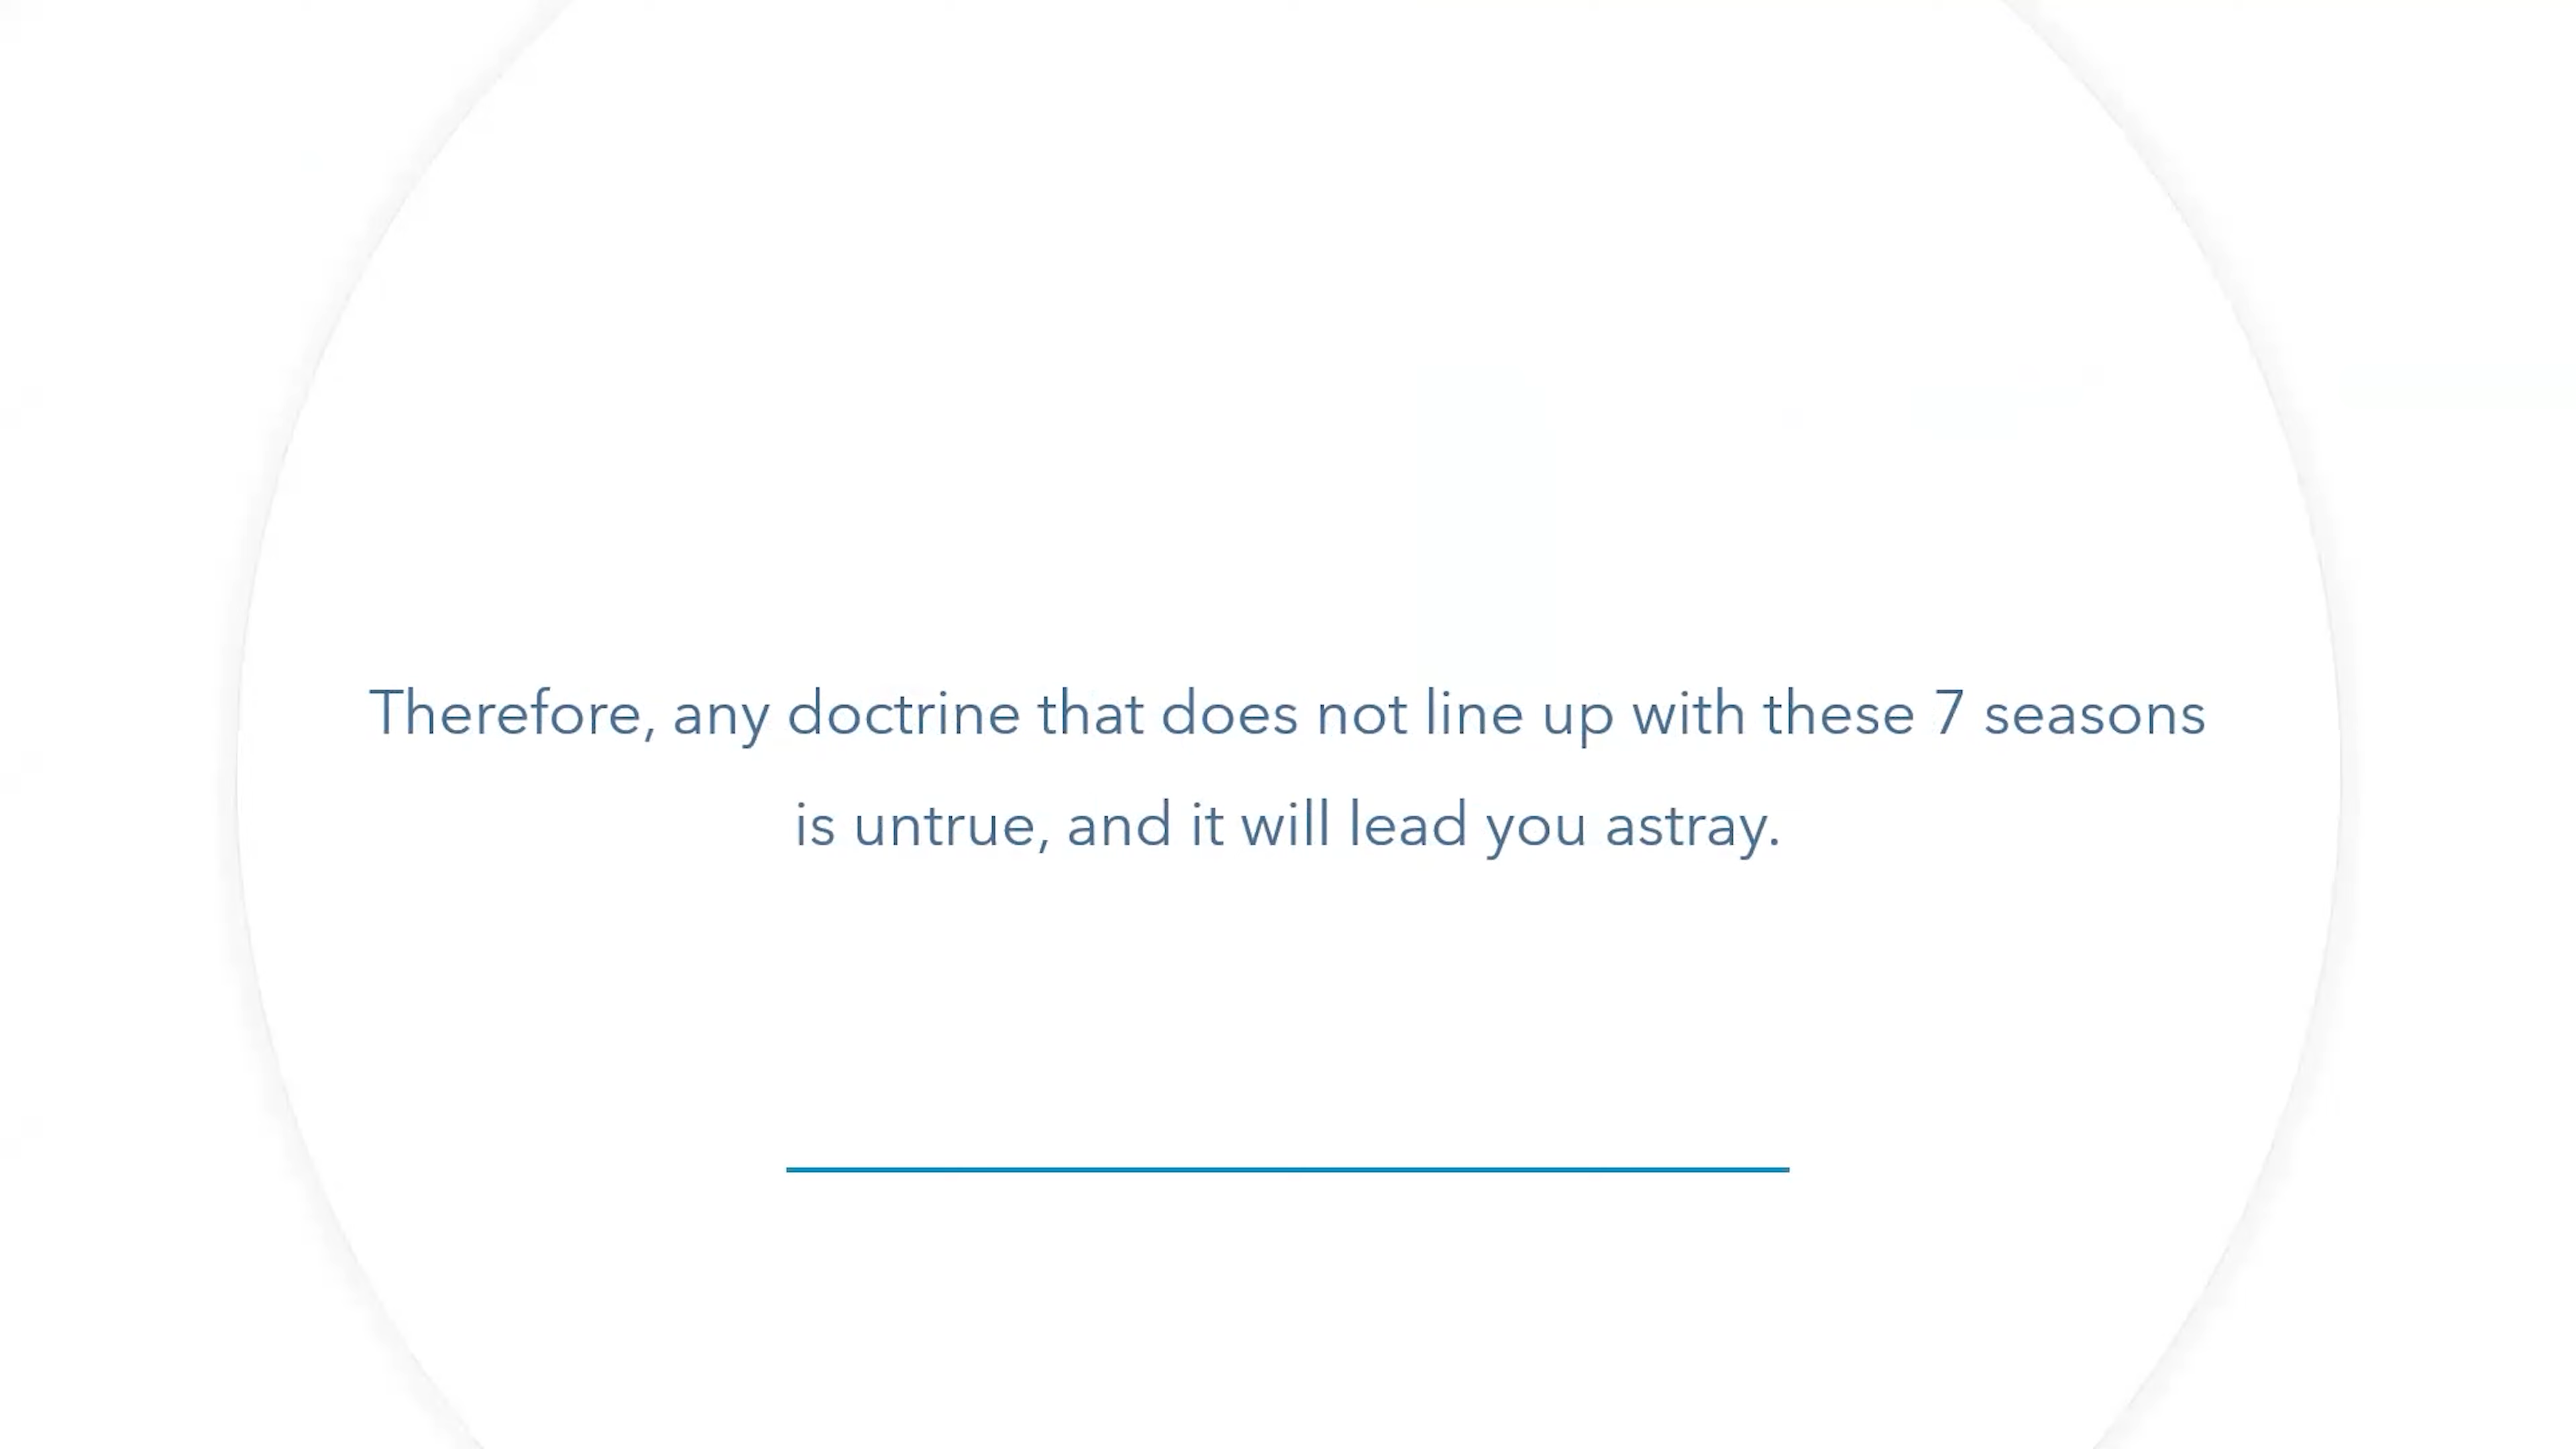 Therefore, any doctrine that does not line up with these 7 seasons
is untrue, and it will lead you astray.